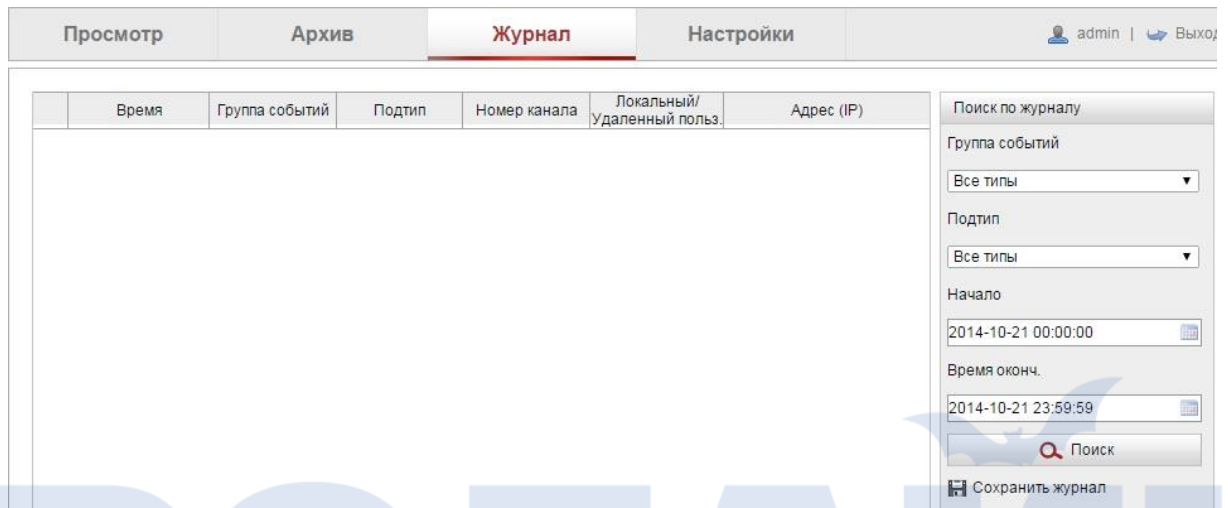 Просмотр Архив Журнал Настройки admin | Выход
Время Группа событий Подтип Номер канала Локальный/ Удаленный польз. Адрес (IP)
Поиск по журналу
Группа событий
Все типы
Подтип
Все типы
Начало
2014-10-21 00:00:00
Время оконч.
2014-10-21 23:59:59
Поиск
Сохранить журнал